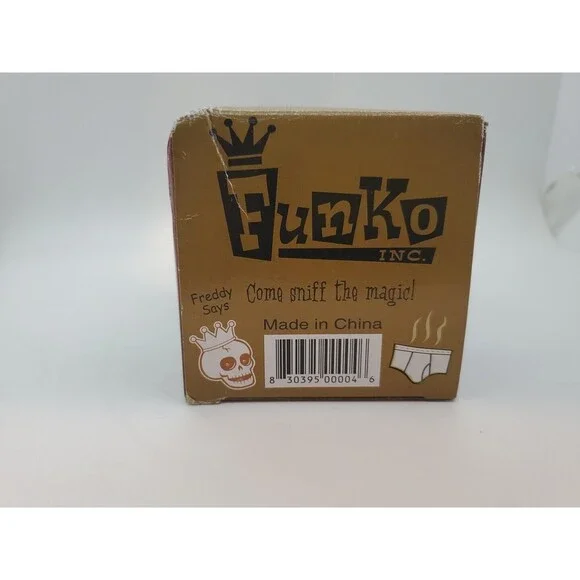 Funko
INC.
Freddy
Says
Come sniff the magic!
Made in China
8 30395 00004 6